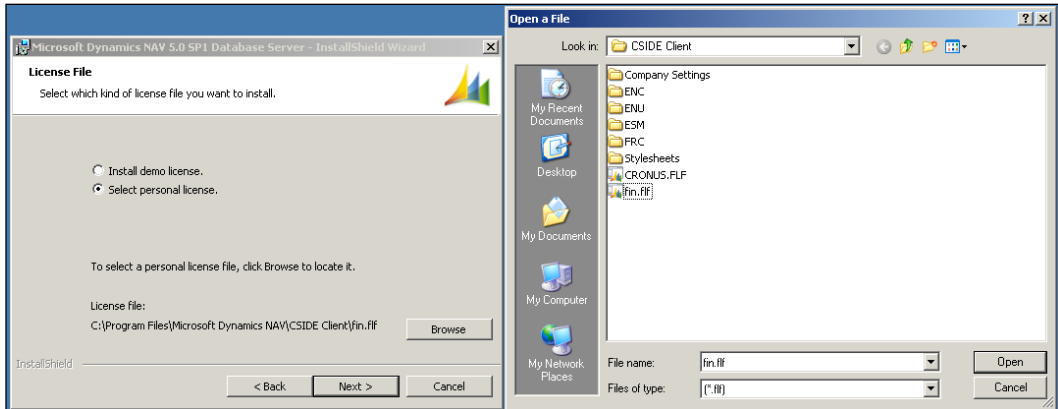 Microsoft Dynamics NAV 5.0 SP1 Database Server - InstallShield Wizard
License File
Select which kind of license file you want to install.
Install demo license.
Select personal license.
To select a personal license file, click Browse to locate it.
License file:
C:\Program Files\Microsoft Dynamics NAV\CSIDE Client\fin.flf
Browse
InstallShield
< Back
Next >
Cancel
Open a File
Look in:
CSIDE Client
My Recent
Documents
Desktop
My Documents
My Computer
My Network
Places
Company Settings
ENC
ENU
ESM
FRC
Stylesheets
CRONUS.FLF
fin.flf
File name:
fin.flf
Open
Files of type:
(*.flf)
Cancel